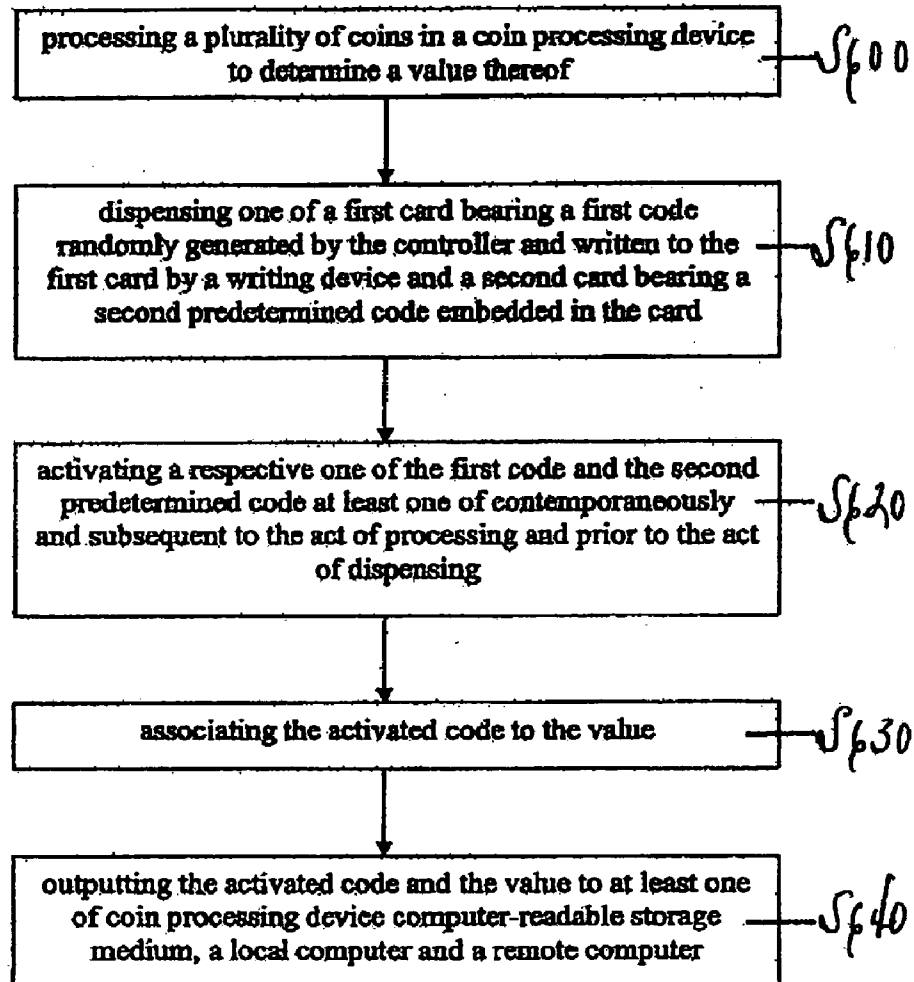 processing a plurality of coins in a coin processing device
to determine a value thereof
S600
dispensing one of a first card bearing a first code
randomly generated by the controller and written to the
first card by a writing device and a second card bearing a
second predetermined code embedded in the card
S610
activating a respective one of the first code and the second
predetermined code at least one of contemporaneously
and subsequent to the act of processing and prior to the act
of dispensing
S620
associating the activated code to the value
S630
outputting the activated code and the value to at least one
of coin processing device computer-readable storage
medium, a local computer and a remote computer
S640